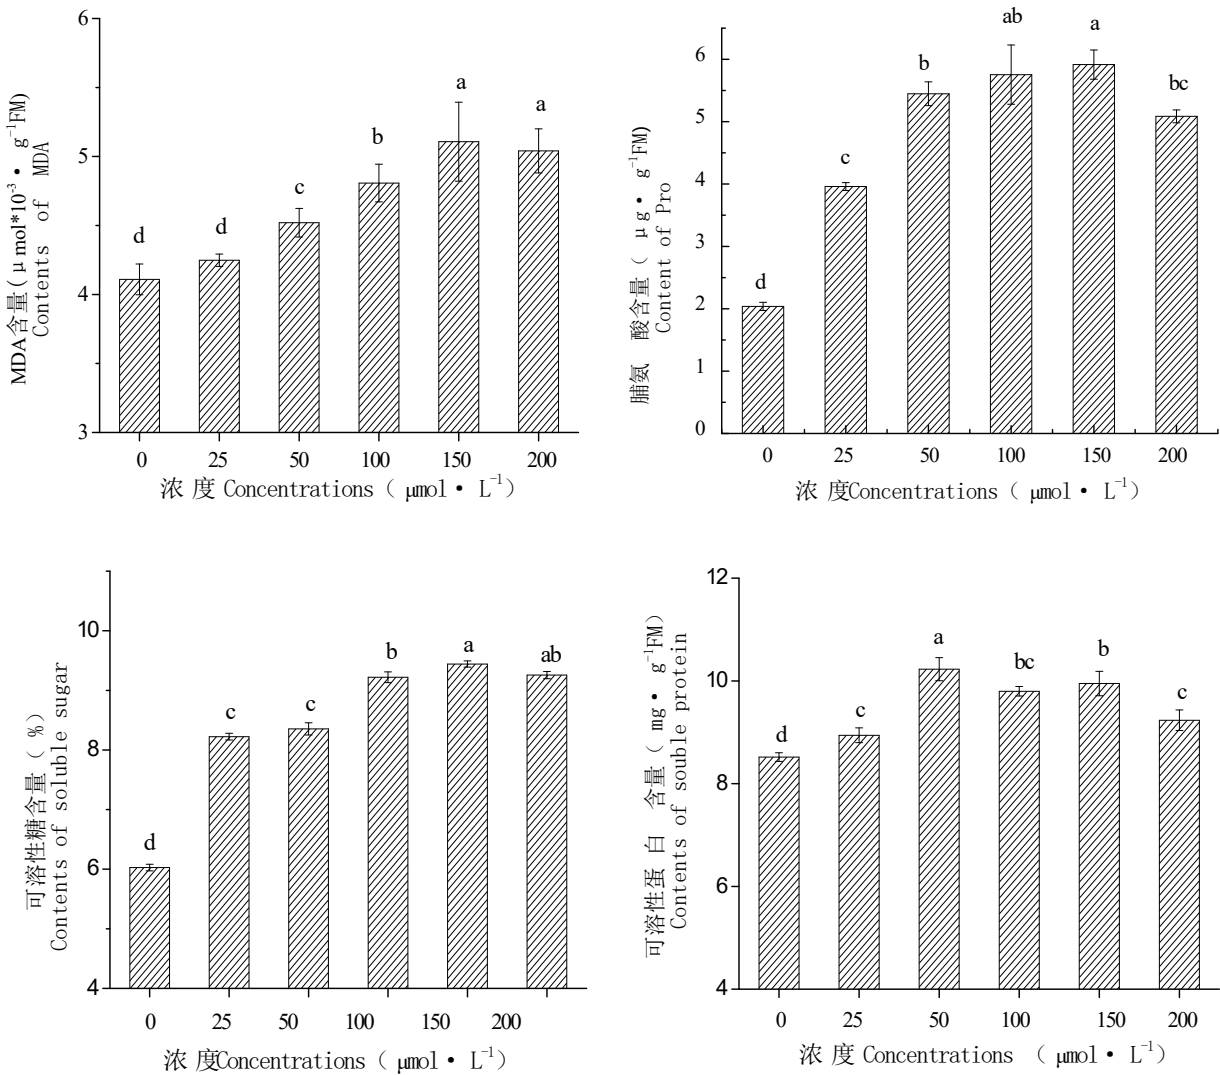 6
5
4
3
a
a
b
c
d
d
MDA含量(μmol*10⁻³·g⁻¹FM)
Contents of MDA
0 25 50 100 150 200
浓 度 Concentrations( μmol· L⁻¹)
6
5
4
3
2
1
0
ab
a
b
bc
c
d
脯氨 酸含量( μg·g⁻¹FM)
Content of Pro
0 25 50 100 150 200
浓 度Concentrations( μmol· L⁻¹)
10
8
6
4
a
b
ab
c
c
d
可溶性糖含量( %)
Contents of soluble sugar
0 25 50 100 150 200
浓 度Concentrations( μmol· L⁻¹)
12
10
8
6
4
a
b
bc
c
c
d
可溶性蛋 白 含量( mg·g⁻¹FM)
Contents of souble protein
0 25 50 100 150 200
浓 度 Concentrations ( μmol· L⁻¹)